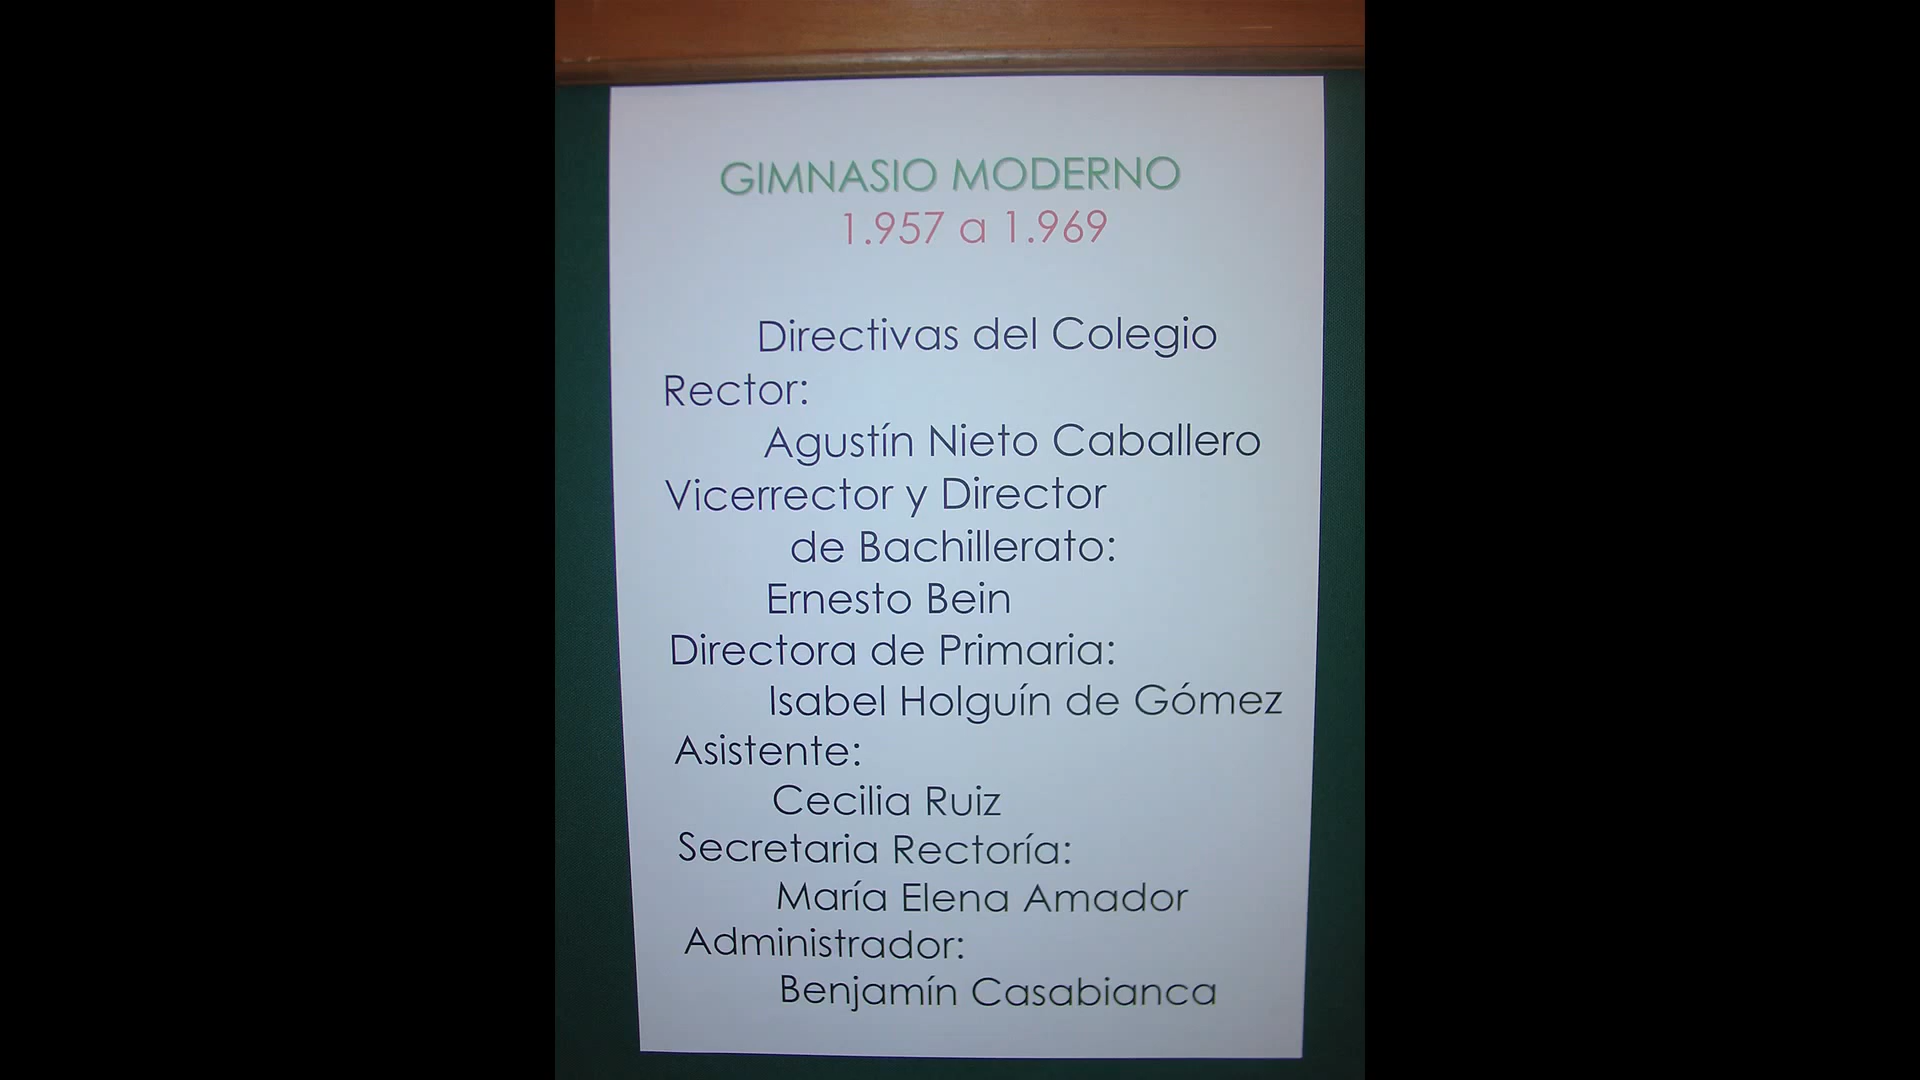 GIMNASIO MODERNO
1.957 a 1.969
Directivas del Colegio
Rector:
Agustín Nieto Caballero
Vicerrector y Director
de Bachillerato:
Ernesto Bein
Directora de Primaria:
Isabel Holguín de Gómez
Asistente:
Cecilia Ruiz
Secretaria Rectoría:
María Elena Amador
Administrador:
Benjamín Casabianca